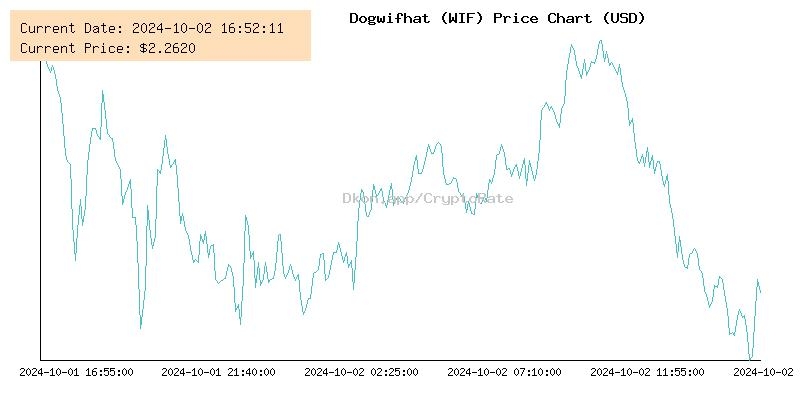 Dogwifhat (WIF) Price Chart (USD)
Current Date: 2024-10-02 16:52:11
Current Price: $2.2620
Dkon.app/CryptoRate
2024-10-01 16:55:00 2024-10-01 21:40:00 2024-10-02 02:25:00 2024-10-02 07:10:00 2024-10-02 11:55:00 2024-10-02